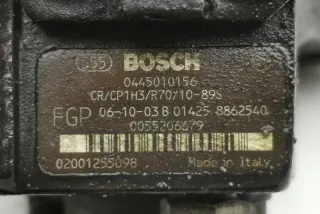 BOSCH
0445010156
CR/CP1H3/R70/10-89S
FGP 06-10-03 B 01425 8862540
0055206679
02001255098 Made in Italy